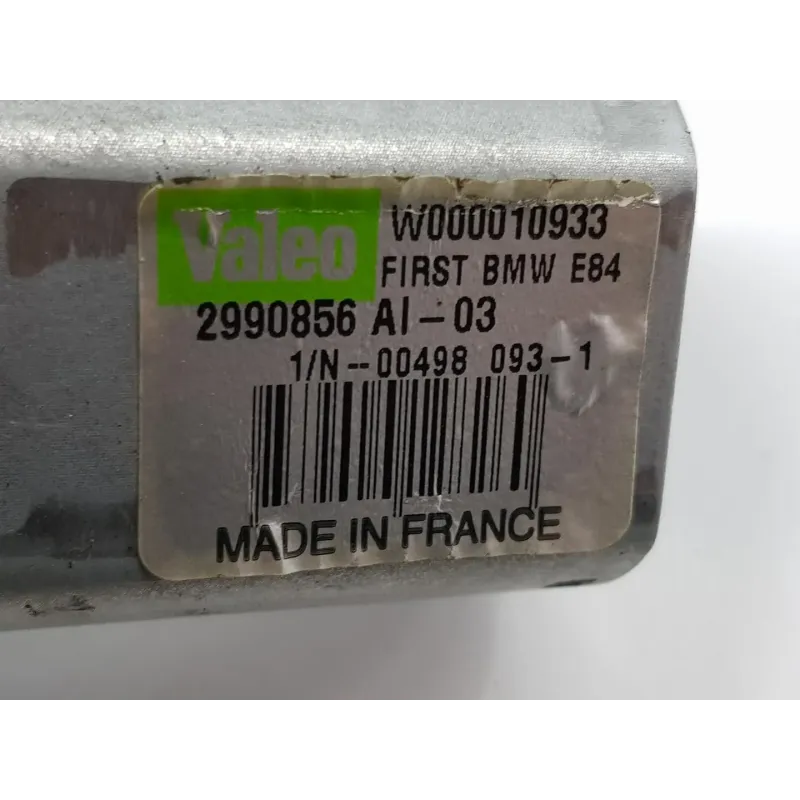 Valeo W000010933
FIRST BMW E84
2990856 AI-03
1/N--00498 093-1
MADE IN FRANCE